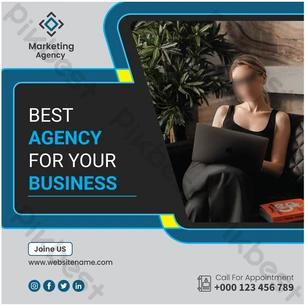 Marketing
Agency
BEST
AGENCY
FOR YOUR
BUSINESS
Joine US
www.websitename.com
Call For Appointment
+000 123 456 789
pikbest